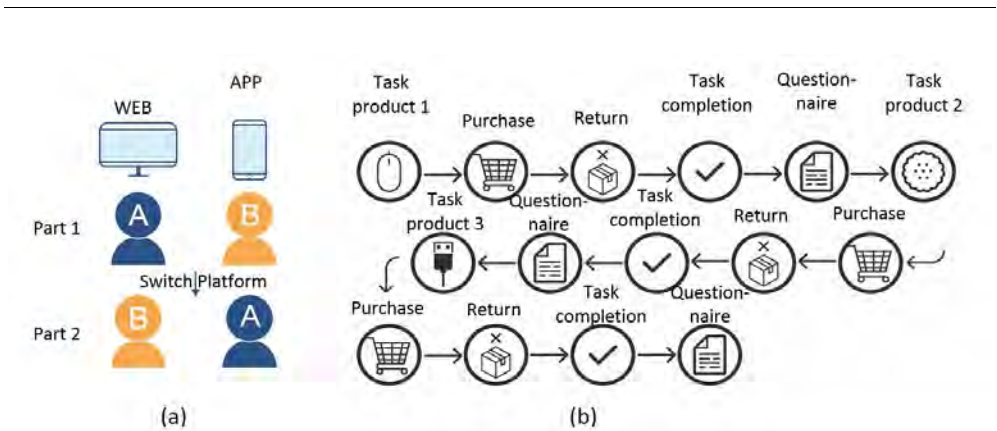 WEB
APP
Part 1
A
B
Switch Platform
Part 2
B
A
(a)
Task
product 1
Purchase
Return
Task
completion
Question-
naire
Task
product 2
Purchase
Return
Task
completion
Question-
naire
Task
product 3
Purchase
Return
Task
completion
Question-
naire
(b)